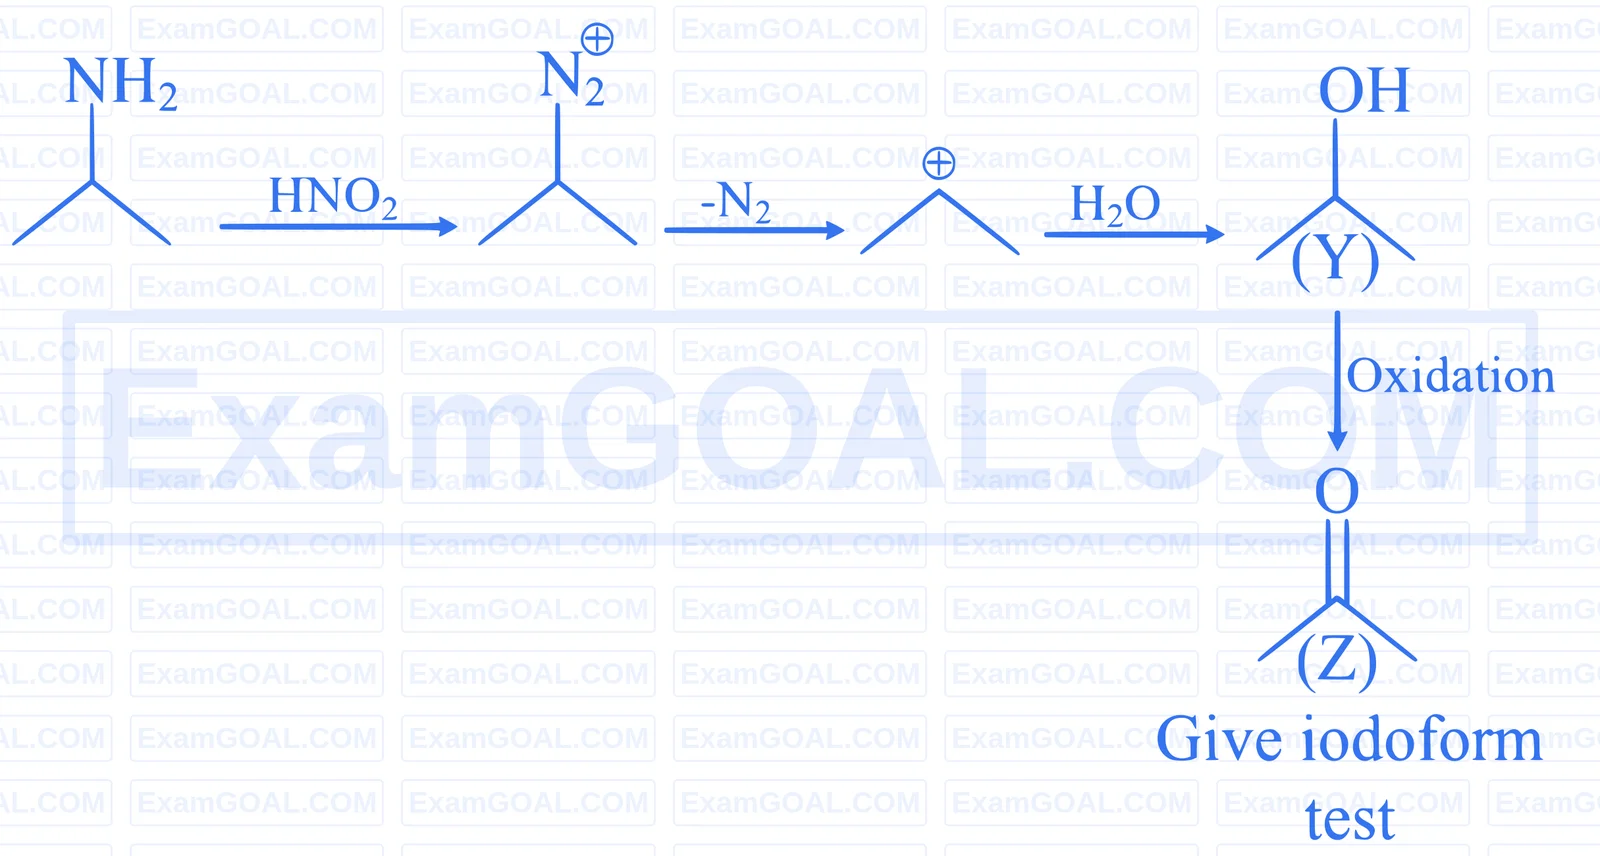 NH₂
HNO₂
N₂⊕
-N₂
⊕
H₂O
OH
(Y)
Oxidation
O
(Z)
Give iodoform
test
ExamGOAL.COM